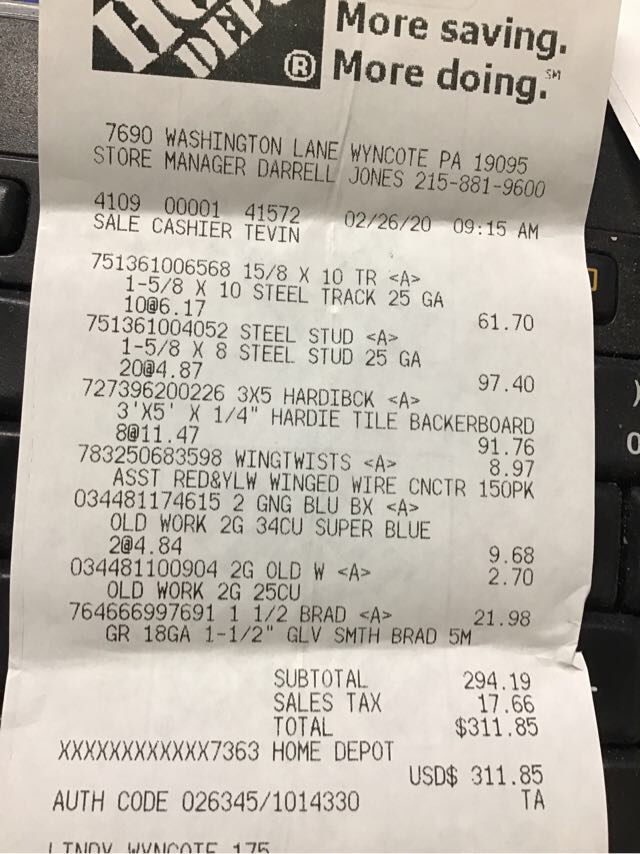 More saving.
More doing.℠
®
7690 WASHINGTON LANE WYNCOTE PA 19095
STORE MANAGER DARRELL JONES 215-881-9600
4109 00001 41572 02/26/20 09:15 AM
SALE CASHIER TEVIN
751361006568 15/8 X 10 TR <A>
1-5/8 X 10 STEEL TRACK 25 GA
10@6.17 61.70
751361004052 STEEL STUD <A>
1-5/8 X 8 STEEL STUD 25 GA
20@4.87 97.40
727396200226 3X5 HARDIBCK <A>
3'X5' X 1/4" HARDIE TILE BACKERBOARD
8@11.47 91.76
783250683598 WINGTWISTS <A> 8.97
ASST RED&YLW WINGED WIRE CNCTR 150PK
034481174615 2 GNG BLU BX <A>
OLD WORK 2G 34CU SUPER BLUE
2@4.84 9.68
034481100904 2G OLD W <A> 2.70
OLD WORK 2G 25CU
764666997691 1 1/2 BRAD <A> 21.98
GR 18GA 1-1/2" GLV SMTH BRAD 5M
SUBTOTAL 294.19
SALES TAX 17.66
TOTAL $311.85
XXXXXXXXXXXX7363 HOME DEPOT
USD$ 311.85
AUTH CODE 026345/1014330 TA